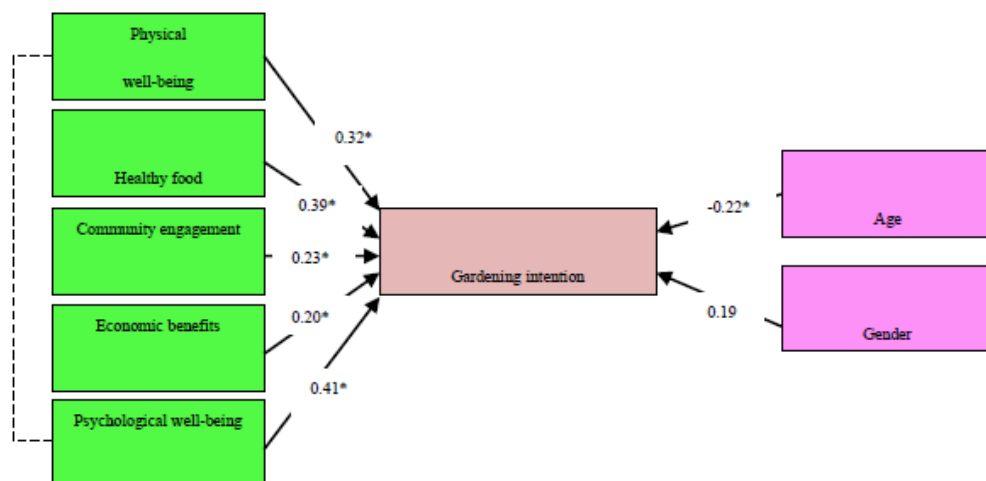 Physical
well-being
0.32*
Healthy food
0.39*
Community engagement
0.23*
Economic benefits
0.20*
Psychological well-being
0.41*
Gardening intention
-0.22*
Age
0.19
Gender